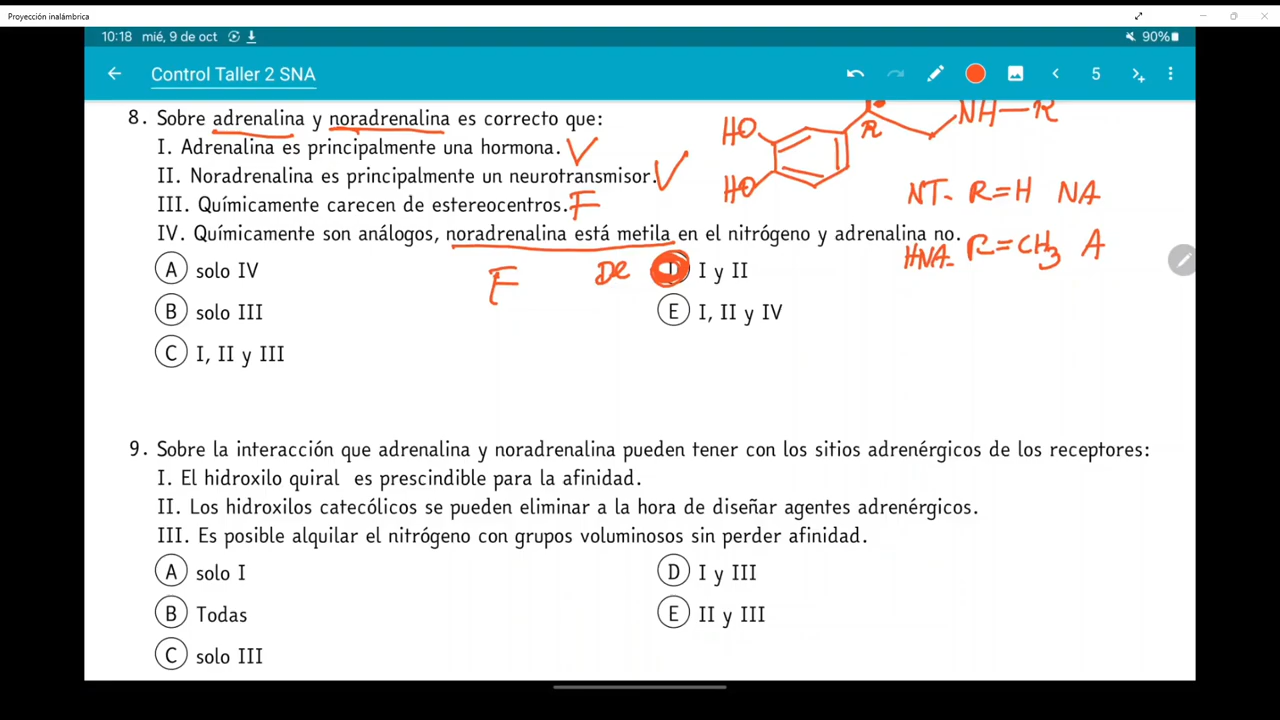 Proyección inalámbrica
10:18 mié, 9 de oct
90%
Control Taller 2 SNA
5
8. Sobre adrenalina y noradrenalina es correcto que:
I. Adrenalina es principalmente una hormona. V
II. Noradrenalina es principalmente un neurotransmisor. V
III. Químicamente carecen de estereocentros. F
IV. Químicamente son análogos, noradrenalina está metila en el nitrógeno y adrenalina no.
F
A solo IV
B solo III
C I, II y III
De
D I y II
E I, II y IV
HO
HO
R
NH-R
NT- R=H NA
HNA- R=CH3 A
9. Sobre la interacción que adrenalina y noradrenalina pueden tener con los sitios adrenérgicos de los receptores:
I. El hidroxilo quiral es prescindible para la afinidad.
II. Los hidroxilos catecólicos se pueden eliminar a la hora de diseñar agentes adrenérgicos.
III. Es posible alquilar el nitrógeno con grupos voluminosos sin perder afinidad.
A solo I
B Todas
C solo III
D I y III
E II y III